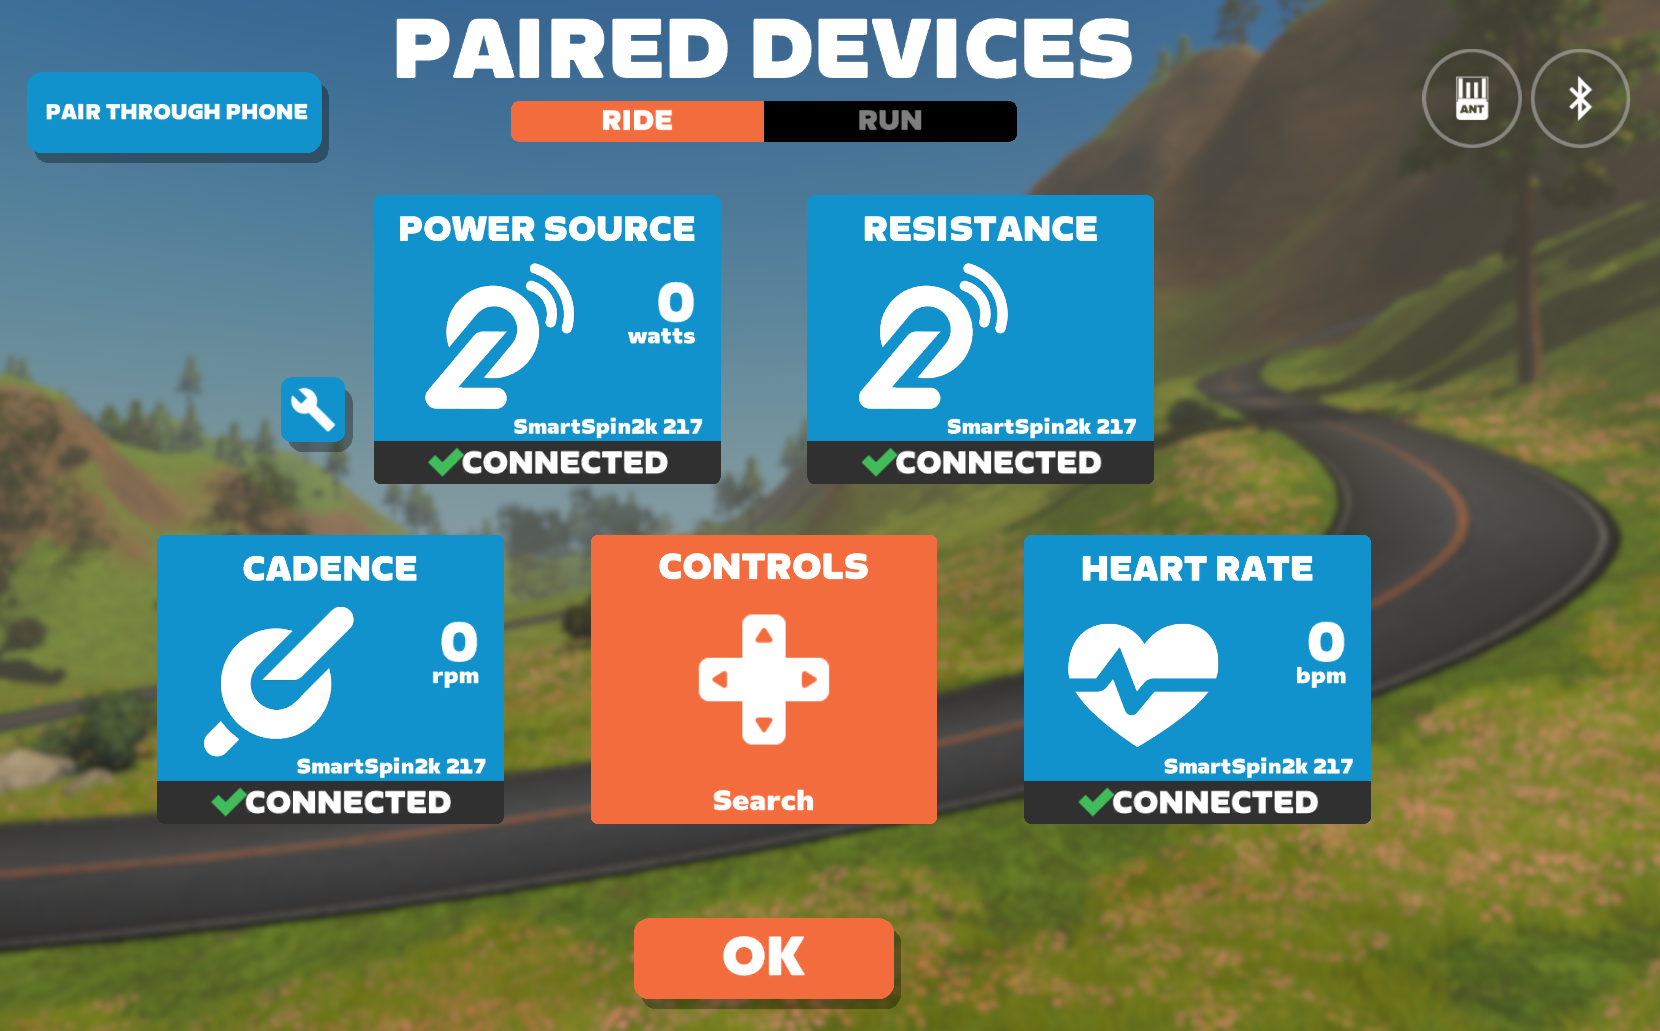 PAIRED DEVICES
PAIR THROUGH PHONE
RIDE
RUN
ANT
POWER SOURCE
0
watts
SmartSpin2k 217
CONNECTED
RESISTANCE
SmartSpin2k 217
CONNECTED
CADENCE
0
rpm
SmartSpin2k 217
CONNECTED
CONTROLS
Search
HEART RATE
0
bpm
SmartSpin2k 217
CONNECTED
OK